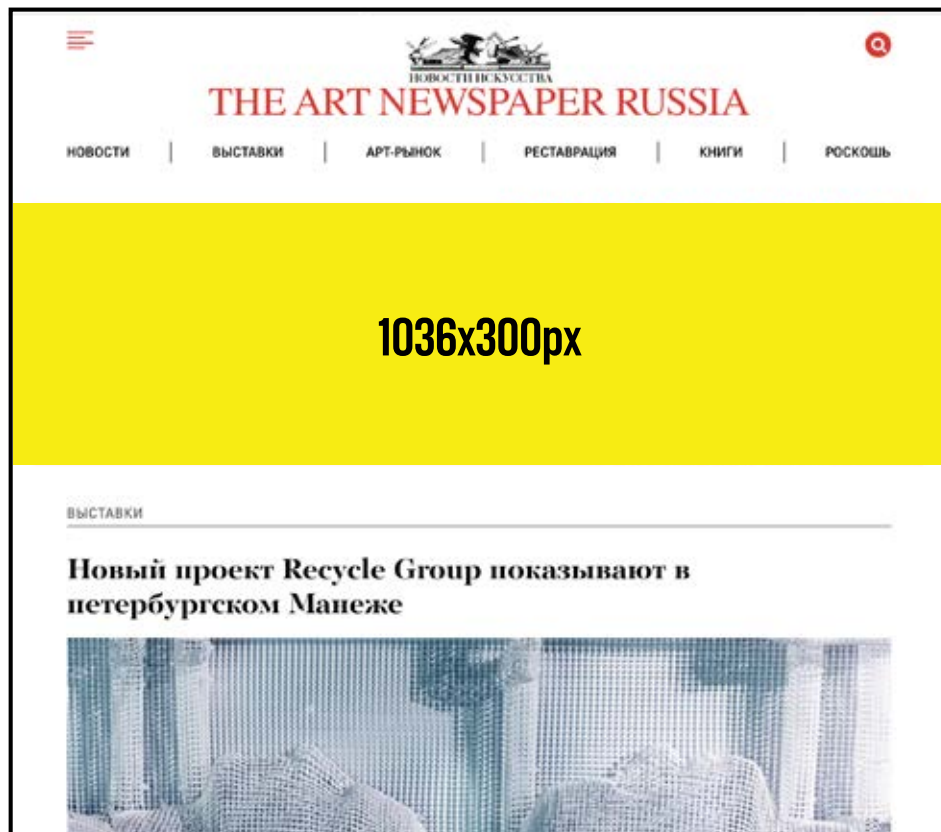 НОВОСТИ ИСКУССТВА
THE ART NEWSPAPER RUSSIA
НОВОСТИ | ВЫСТАВКИ | АРТ-РЫНОК | РЕСТАВРАЦИЯ | КНИГИ | РОСКОШЬ
1036x300px
ВЫСТАВКИ
Новый проект Recycle Group показывают в
петербургском Манеже